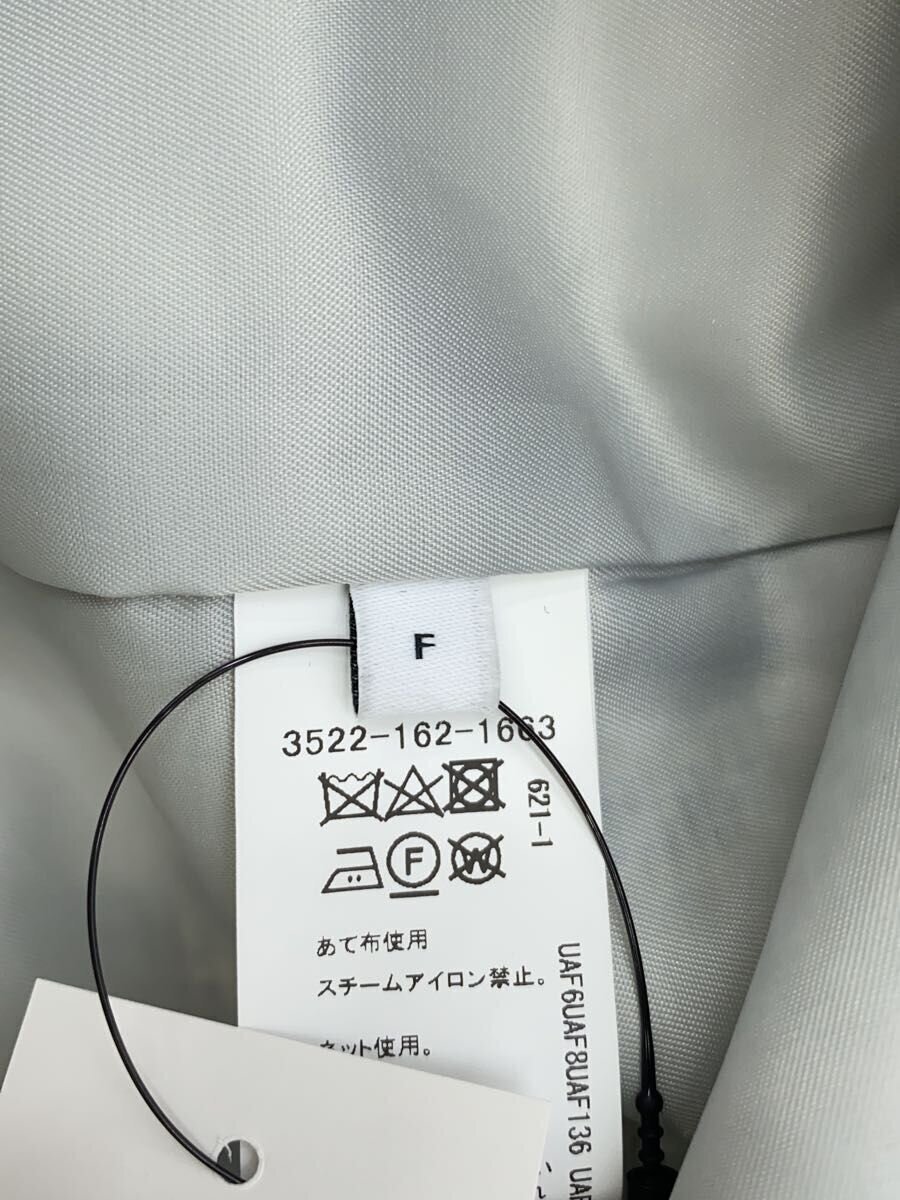 F
3522-162-1663
621-1
F
W
あて布使用
スチームアイロン禁止。
ネット使用。
UAF6UAF8UAF136